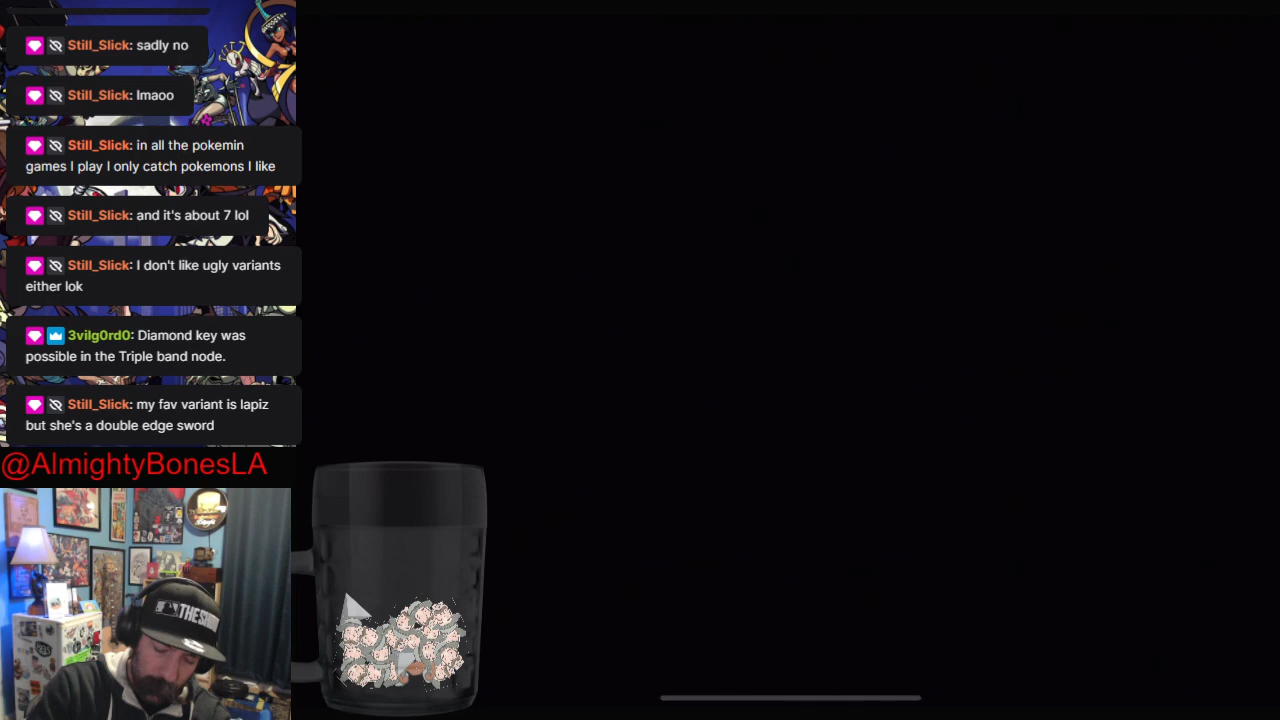 Still_Slick: sadly no
Still_Slick: lmaoo
Still_Slick: in all the pokemin
games I play I only catch pokemons I like
Still_Slick: and it's about 7 lol
Still_Slick: I don't like ugly variants
either lok
3vilg0rd0: Diamond key was
possible in the Triple band node.
Still_Slick: my fav variant is lapiz
but she's a double edge sword
@AlmightyBonesLA